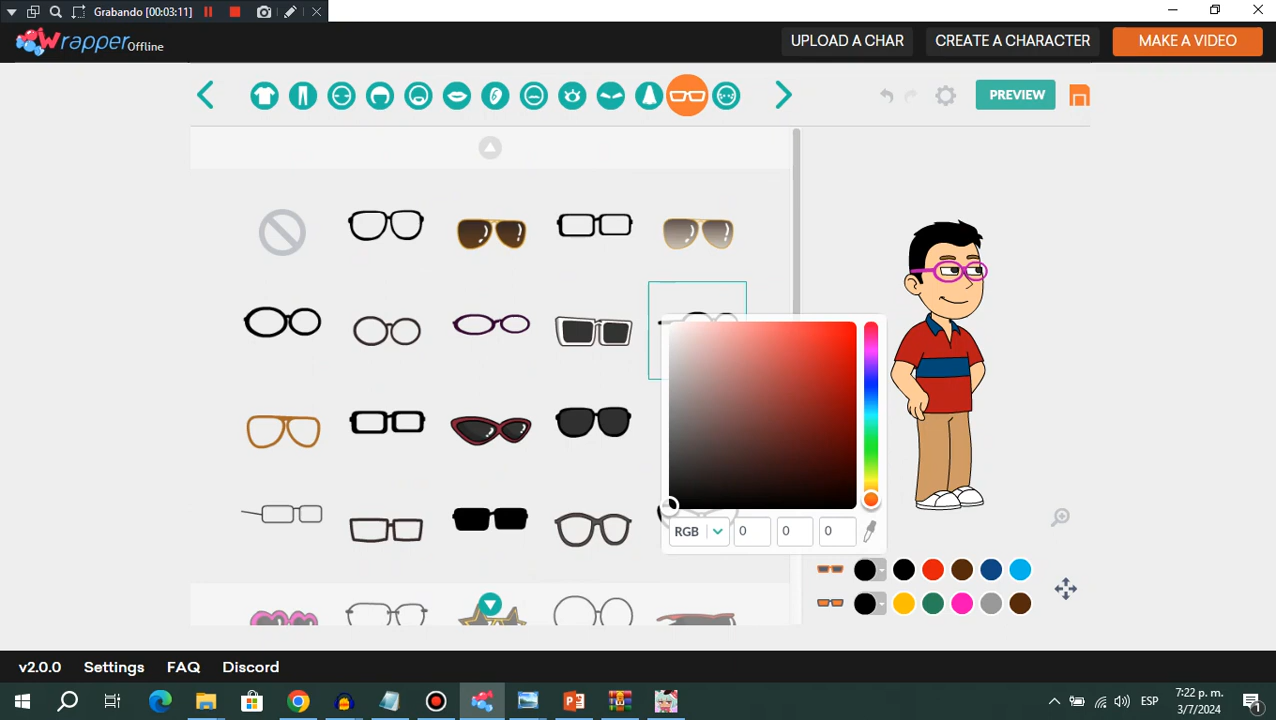 Grabando [00:03:11]
Wrapper Offline
UPLOAD A CHAR
CREATE A CHARACTER
MAKE A VIDEO
PREVIEW
RGB 0 0 0
v2.0.0 Settings FAQ Discord
ESP
7:22 p. m.
3/7/2024
1